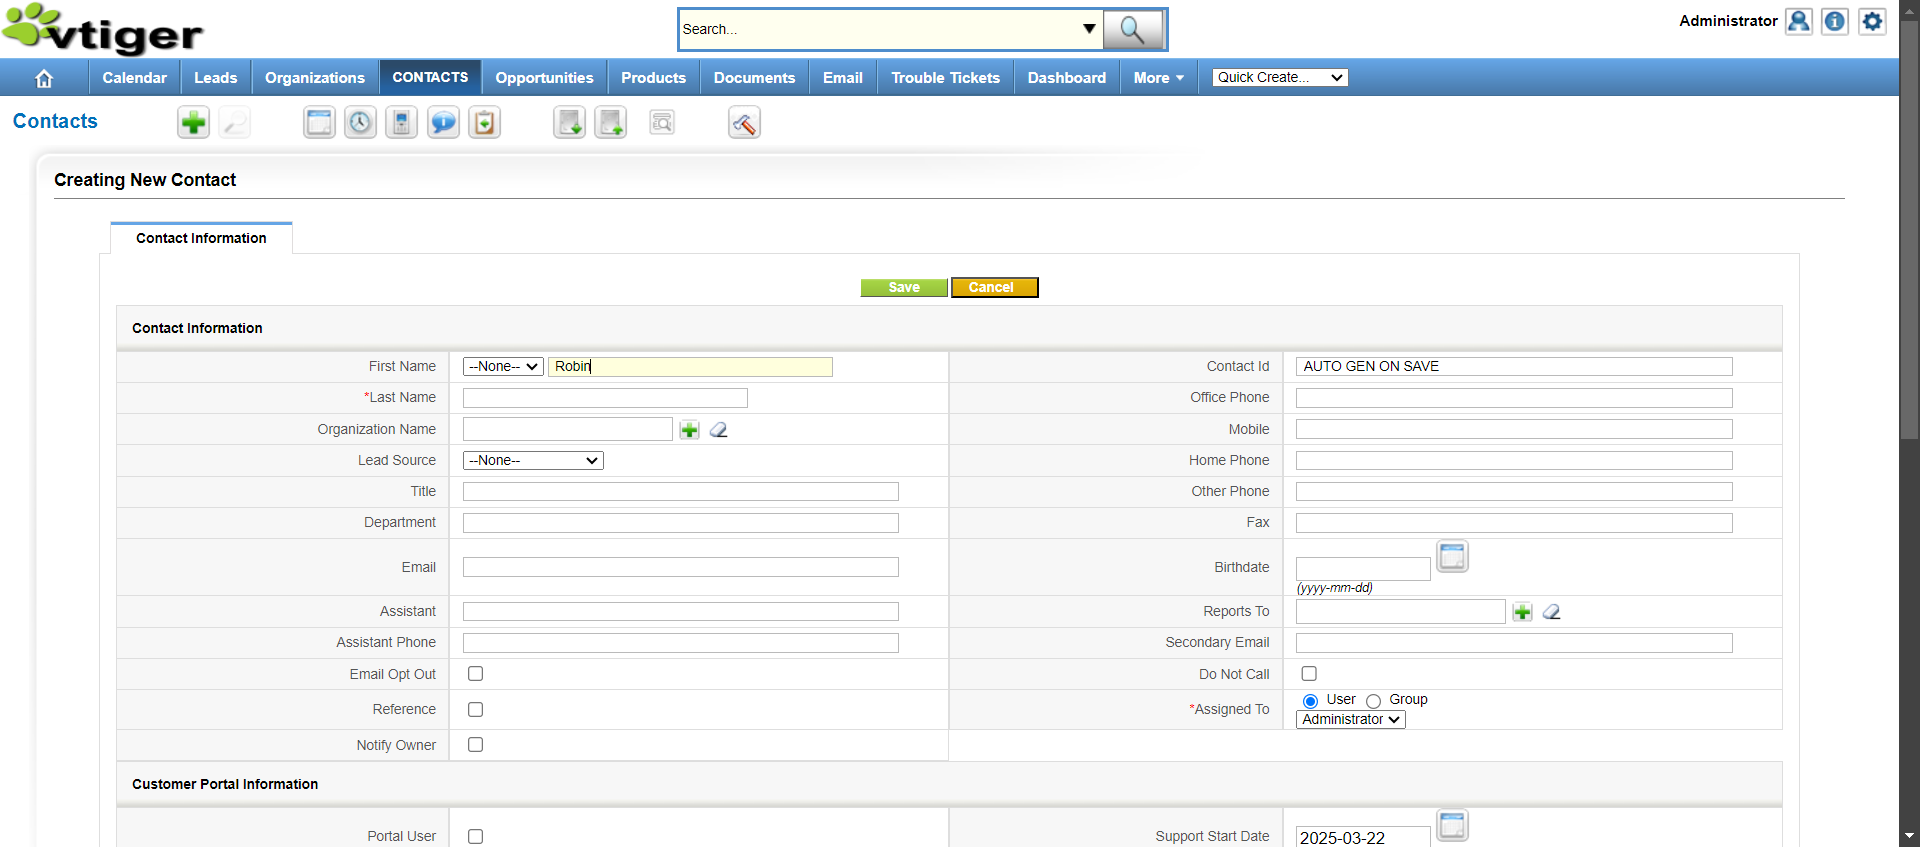 vtiger
Search...
Administrator
Calendar Leads Organizations CONTACTS Opportunities Products Documents Email Trouble Tickets Dashboard More Quick Create...
Contacts
Creating New Contact
Contact Information
Save Cancel
Contact Information
First Name --None-- Robin Contact Id AUTO GEN ON SAVE
*Last Name Office Phone
Organization Name Mobile
Lead Source --None-- Home Phone
Title Other Phone
Department Fax
Email Birthdate
(yyyy-mm-dd)
Assistant Reports To
Assistant Phone Secondary Email
Email Opt Out Do Not Call
Reference *Assigned To User Group
Administrator
Notify Owner
Customer Portal Information
Portal User Support Start Date 2025-03-22